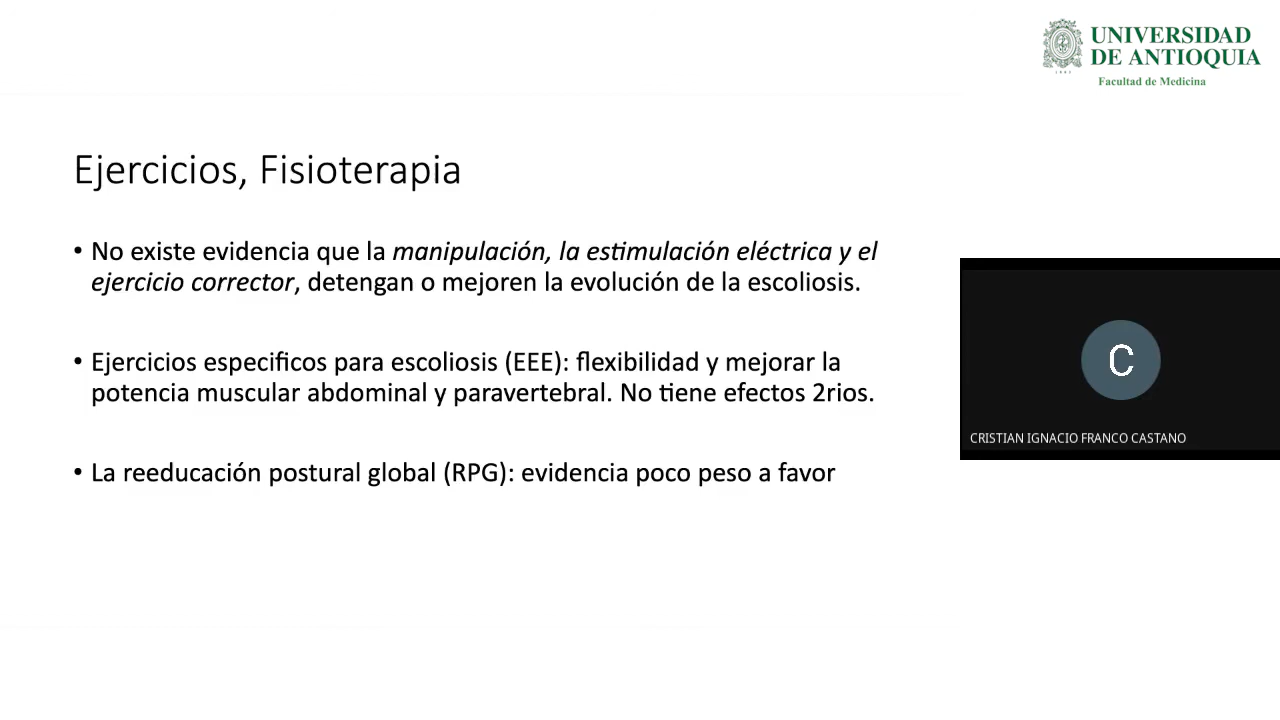 UNIVERSIDAD
DE ANTIOQUIA
Facultad de Medicina
Ejercicios, Fisioterapia
• No existe evidencia que la manipulación, la estimulación eléctrica y el
ejercicio corrector, detengan o mejoren la evolución de la escoliosis.
• Ejercicios especificos para escoliosis (EEE): flexibilidad y mejorar la
potencia muscular abdominal y paravertebral. No tiene efectos 2rios.
• La reeducación postural global (RPG): evidencia poco peso a favor
C
CRISTIAN IGNACIO FRANCO CASTANO